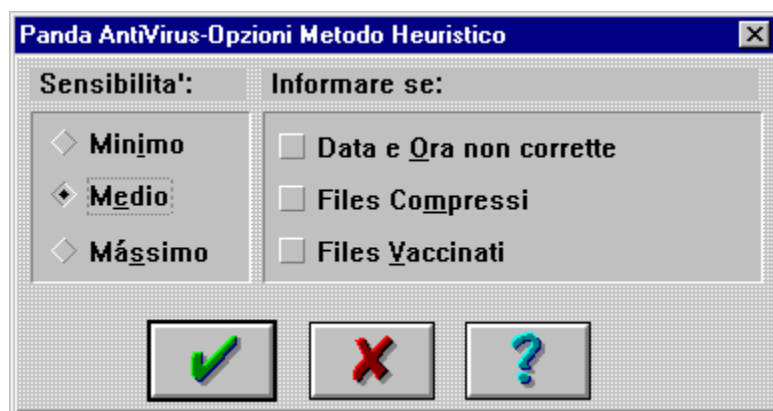 Panda AntiVirus-Opzioni Metodo Heuristico
Sensibilita': Informare se:
Minimo
Medio
Mássimo
Data e Ora non corrette
Files Compressi
Files Vaccinati